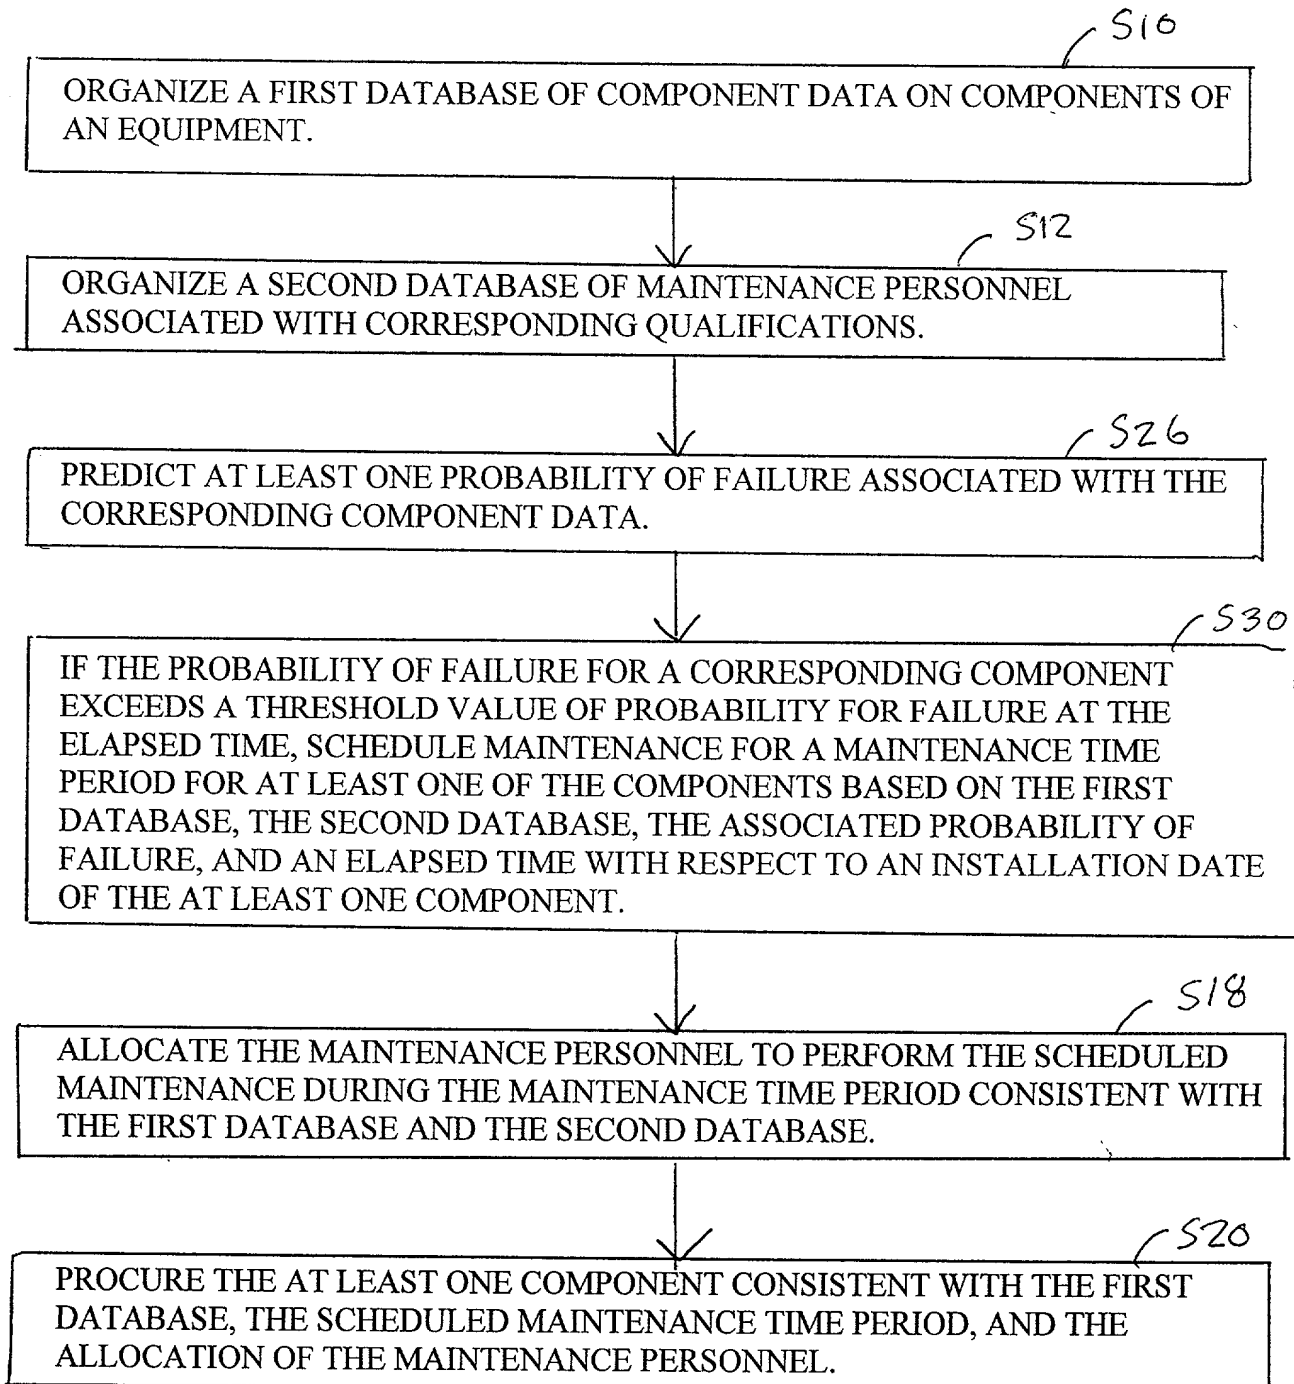 S10
ORGANIZE A FIRST DATABASE OF COMPONENT DATA ON COMPONENTS OF
AN EQUIPMENT.
S12
ORGANIZE A SECOND DATABASE OF MAINTENANCE PERSONNEL
ASSOCIATED WITH CORRESPONDING QUALIFICATIONS.
S26
PREDICT AT LEAST ONE PROBABILITY OF FAILURE ASSOCIATED WITH THE
CORRESPONDING COMPONENT DATA.
S30
IF THE PROBABILITY OF FAILURE FOR A CORRESPONDING COMPONENT
EXCEEDS A THRESHOLD VALUE OF PROBABILITY FOR FAILURE AT THE
ELAPSED TIME, SCHEDULE MAINTENANCE FOR A MAINTENANCE TIME
PERIOD FOR AT LEAST ONE OF THE COMPONENTS BASED ON THE FIRST
DATABASE, THE SECOND DATABASE, THE ASSOCIATED PROBABILITY OF
FAILURE, AND AN ELAPSED TIME WITH RESPECT TO AN INSTALLATION DATE
OF THE AT LEAST ONE COMPONENT.
S18
ALLOCATE THE MAINTENANCE PERSONNEL TO PERFORM THE SCHEDULED
MAINTENANCE DURING THE MAINTENANCE TIME PERIOD CONSISTENT WITH
THE FIRST DATABASE AND THE SECOND DATABASE.
S20
PROCURE THE AT LEAST ONE COMPONENT CONSISTENT WITH THE FIRST
DATABASE, THE SCHEDULED MAINTENANCE TIME PERIOD, AND THE
ALLOCATION OF THE MAINTENANCE PERSONNEL.